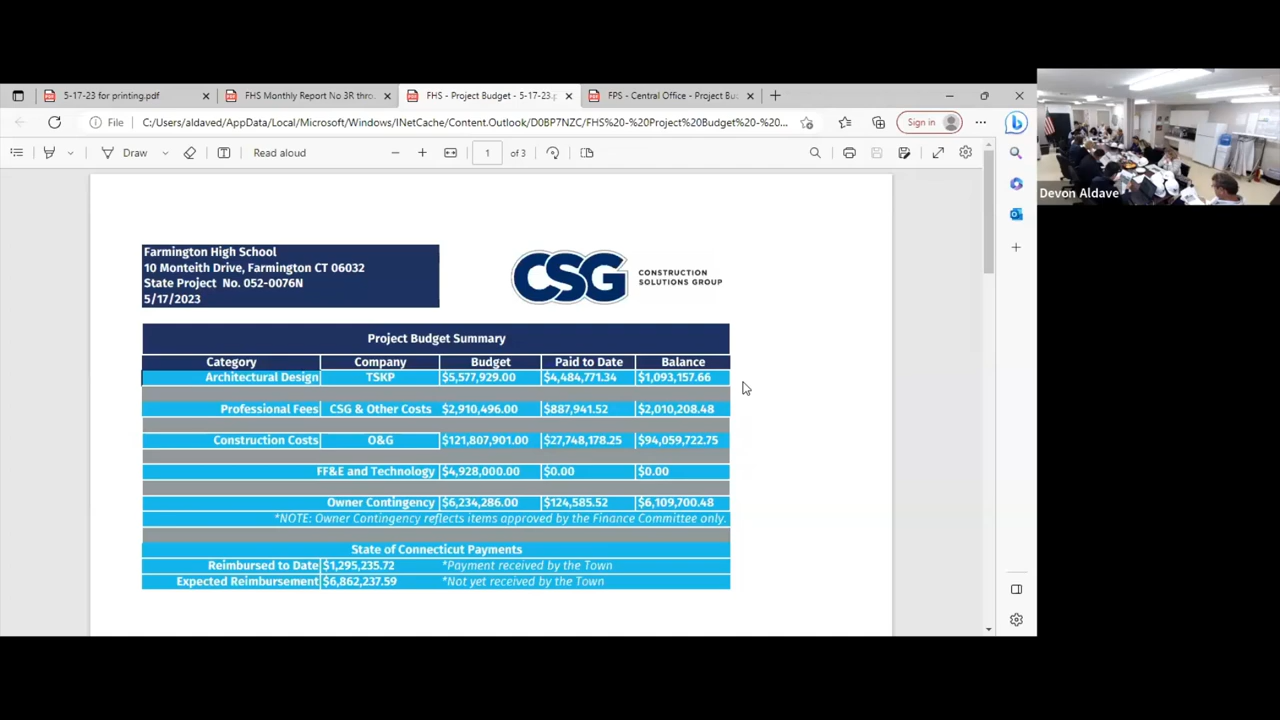 5-17-23 for printing.pdf
FHS Monthly Report No 3R thro
FHS - Project Budget - 5-17-23.p
FPS - Central Office - Project Bu
File
C:/Users/aldaved/AppData/Local/Microsoft/Windows/INetCache/Content.Outlook/D0BP7NZC/FHS%20-%20Project%20Budget%20-%20...
Sign in
Draw
Read aloud
1 of 3
Devon Aldave
Farmington High School
10 Monteith Drive, Farmington CT 06032
State Project No. 052-0076N
5/17/2023
CSG CONSTRUCTION
SOLUTIONS GROUP
Project Budget Summary
Category Company Budget Paid to Date Balance
Architectural Design TSKP $5,577,929.00 $4,484,771.34 $1,093,157.66
Professional Fees CSG & Other Costs $2,910,496.00 $887,941.52 $2,010,208.48
Construction Costs O&G $121,807,901.00 $27,748,178.25 $94,059,722.75
FF&E and Technology $4,928,000.00 $0.00 $0.00
Owner Contingency $6,234,286.00 $124,585.52 $6,109,700.48
*NOTE: Owner Contingency reflects items approved by the Finance Committee only.
State of Connecticut Payments
Reimbursed to Date $1,295,235.72 *Payment received by the Town
Expected Reimbursement $6,862,237.59 *Not yet received by the Town